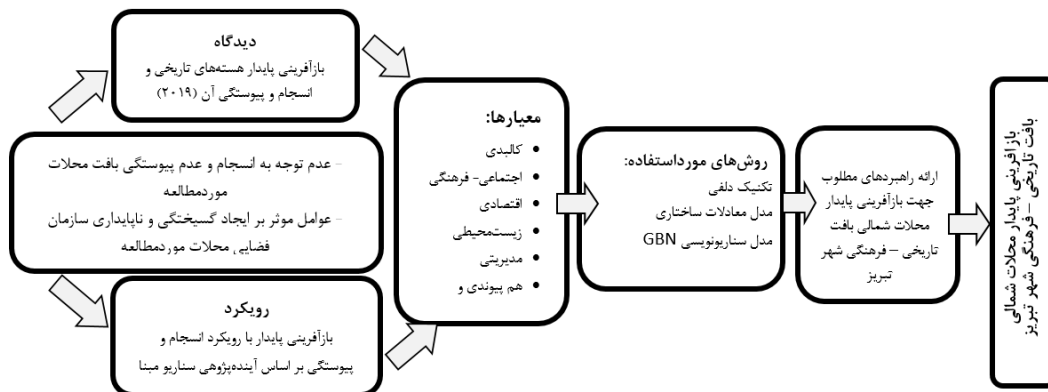 دیدگاه
بازآفرینی پایدار هسته‌های تاریخی و
انسجام و پیوستگی آن (۲۰۱۹)
- عدم توجه به انسجام و عدم پیوستگی بافت محلات
موردمطالعه
- عوامل موثر بر ایجاد گسیختگی و ناپایداری سازمان
فضایی محلات موردمطالعه
رویکرد
بازآفرینی پایدار با رویکرد انسجام و
پیوستگی بر اساس آینده‌پژوهی سناریو مبنا
معیارها:
• کالبدی
• اجتماعی- فرهنگی
• اقتصادی
• زیست‌محیطی
• مدیریتی
• هم پیوندی و
روش‌های مورداستفاده:
تکنیک دلفی
مدل معادلات ساختاری
مدل سناریونویسی GBN
ارائه راهبردهای مطلوب
جهت بازآفرینی پایدار
محلات شمالی بافت
تاریخی – فرهنگی شهر
تبریز
بازآفرینی پایدار محلات شمالی
بافت تاریخی – فرهنگی شهر تبریز